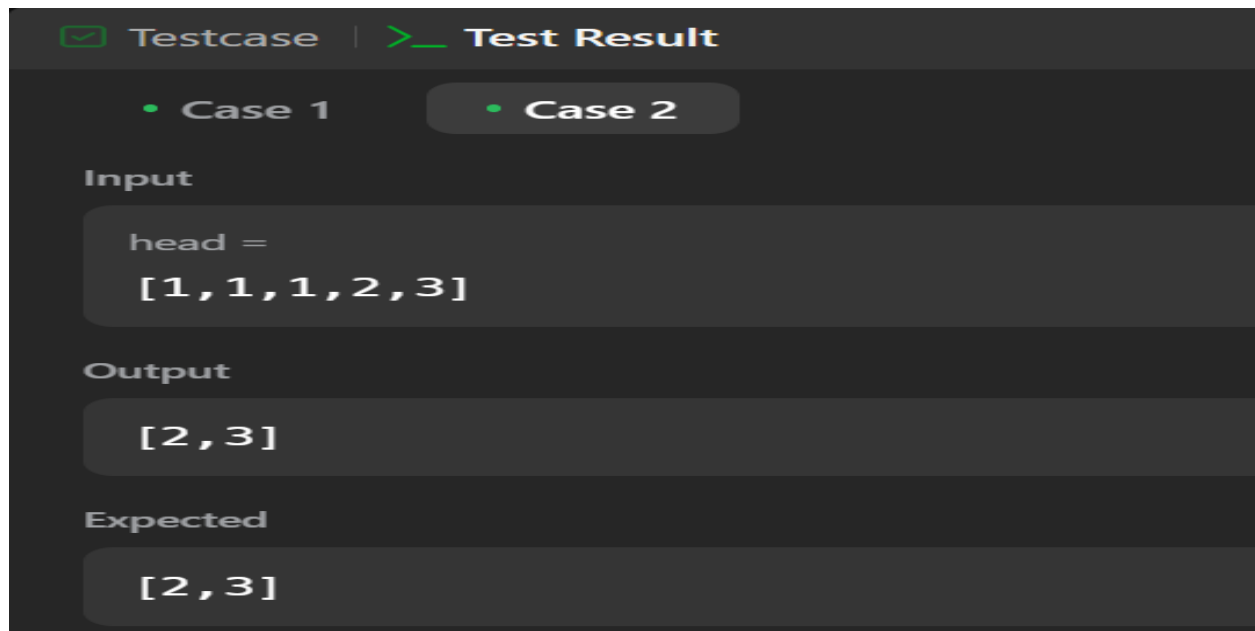 Testcase | >_ Test Result
• Case 1 • Case 2
Input
head =
[1,1,1,2,3]
Output
[2,3]
Expected
[2,3]